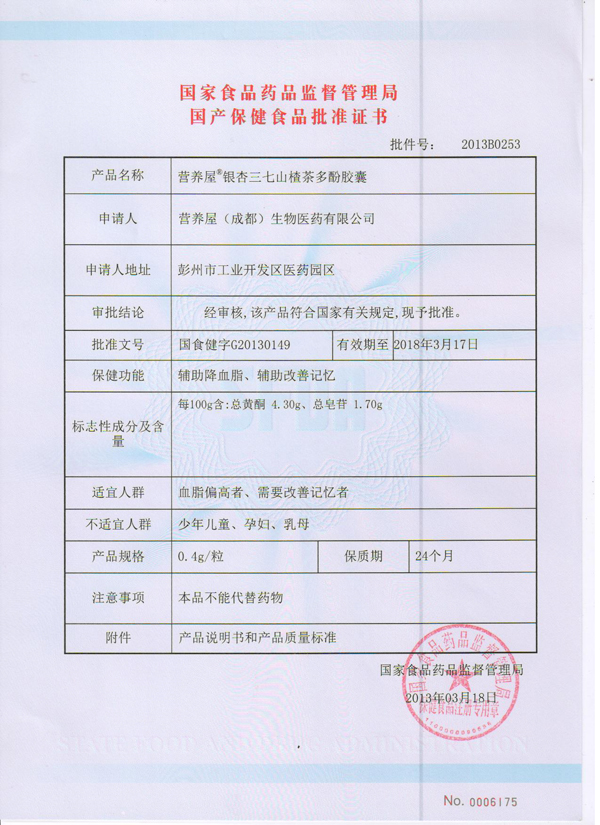 国家食品药品监督管理局
国产保健食品批准证书
批件号： 2013B0253
产品名称 营养屋®银杏三七山楂茶多酚胶囊
申请人 营养屋（成都）生物医药有限公司
申请人地址 彭州市工业开发区医药园区
审批结论 经审核,该产品符合国家有关规定,现予批准。
批准文号 国食健字G20130149 有效期至 2018年3月17日
保健功能 辅助降血脂、辅助改善记忆
标志性成分及含量 每100g含:总黄酮 4.30g、总皂苷 1.70g
适宜人群 血脂偏高者、需要改善记忆者
不适宜人群 少年儿童、孕妇、乳母
产品规格 0.4g/粒 保质期 24个月
注意事项 本品不能代替药物
附件 产品说明书和产品质量标准
国家食品药品监督管理局
2013年03月18日
国家食品药品监督管理局
保健食品注册专用章
No. 0006175